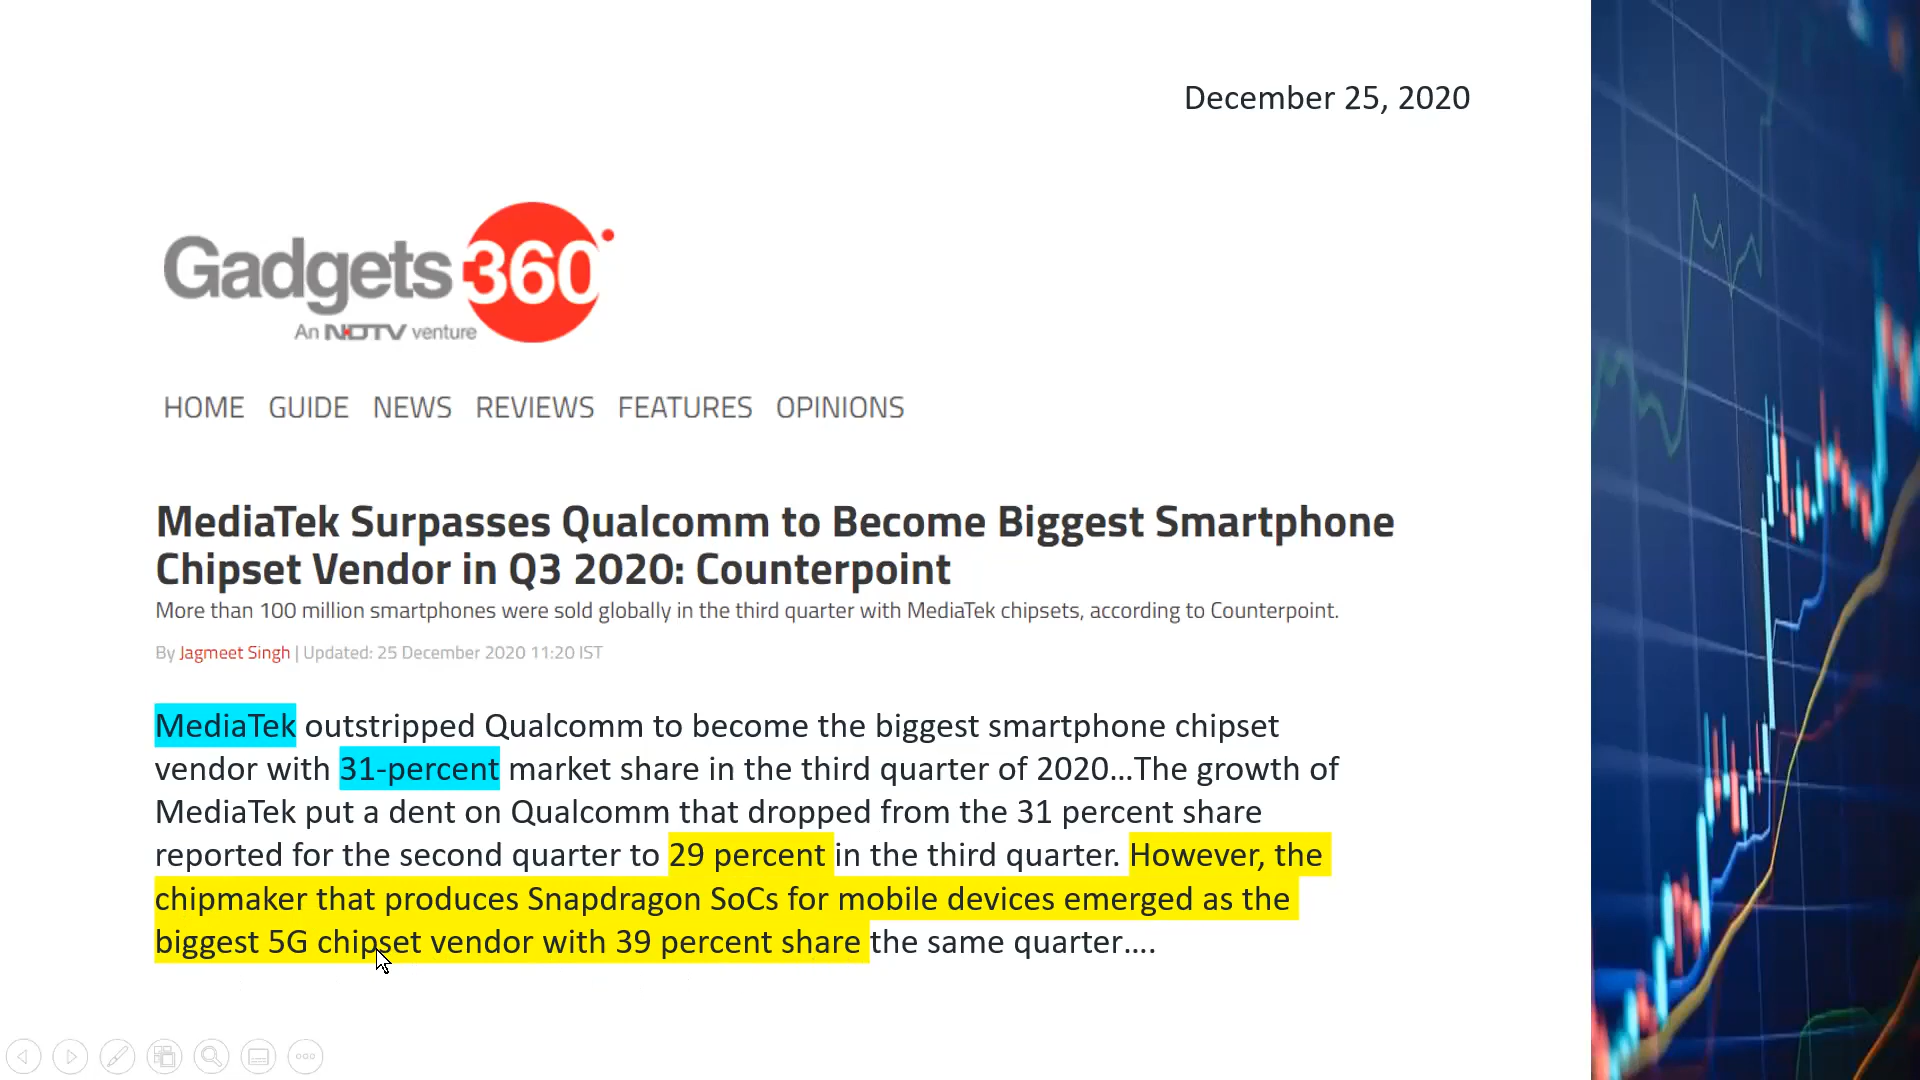 December 25, 2020
Gadgets 360
An NDTV venture
HOME GUIDE NEWS REVIEWS FEATURES OPINIONS
MediaTek Surpasses Qualcomm to Become Biggest Smartphone
Chipset Vendor in Q3 2020: Counterpoint
More than 100 million smartphones were sold globally in the third quarter with MediaTek chipsets, according to Counterpoint.
By Jagmeet Singh | Updated: 25 December 2020 11:20 IST
MediaTek outstripped Qualcomm to become the biggest smartphone chipset
vendor with 31-percent market share in the third quarter of 2020...The growth of
MediaTek put a dent on Qualcomm that dropped from the 31 percent share
reported for the second quarter to 29 percent in the third quarter. However, the
chipmaker that produces Snapdragon SoCs for mobile devices emerged as the
biggest 5G chipset vendor with 39 percent share the same quarter....